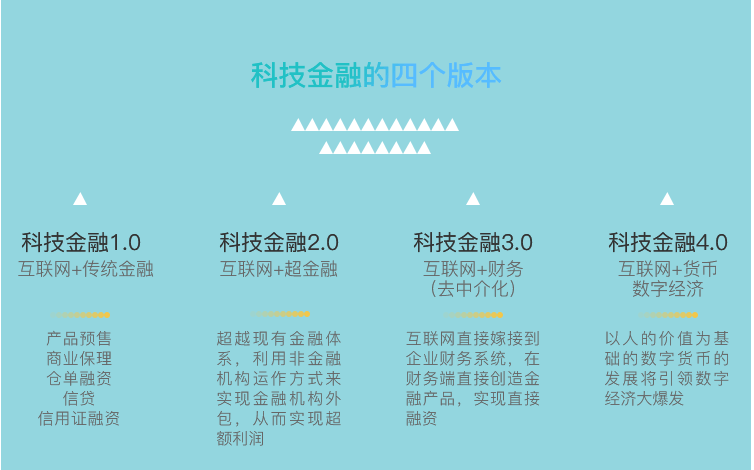 科技金融的四个版本
科技金融1.0
互联网+传统金融
产品预售
商业保理
仓单融资
信贷
信用证融资
科技金融2.0
互联网+超金融
超越现有金融体
系，利用非金融
机构运作方式来
实现金融机构外
包，从而实现超
额利润
科技金融3.0
互联网+财务
（去中介化）
互联网直接嫁接到
企业财务系统，在
财务端直接创造金
融产品，实现直接
融资
科技金融4.0
互联网+货币
数字经济
以人的价值为基
础的数字货币的
发展将引领数字
经济大爆发